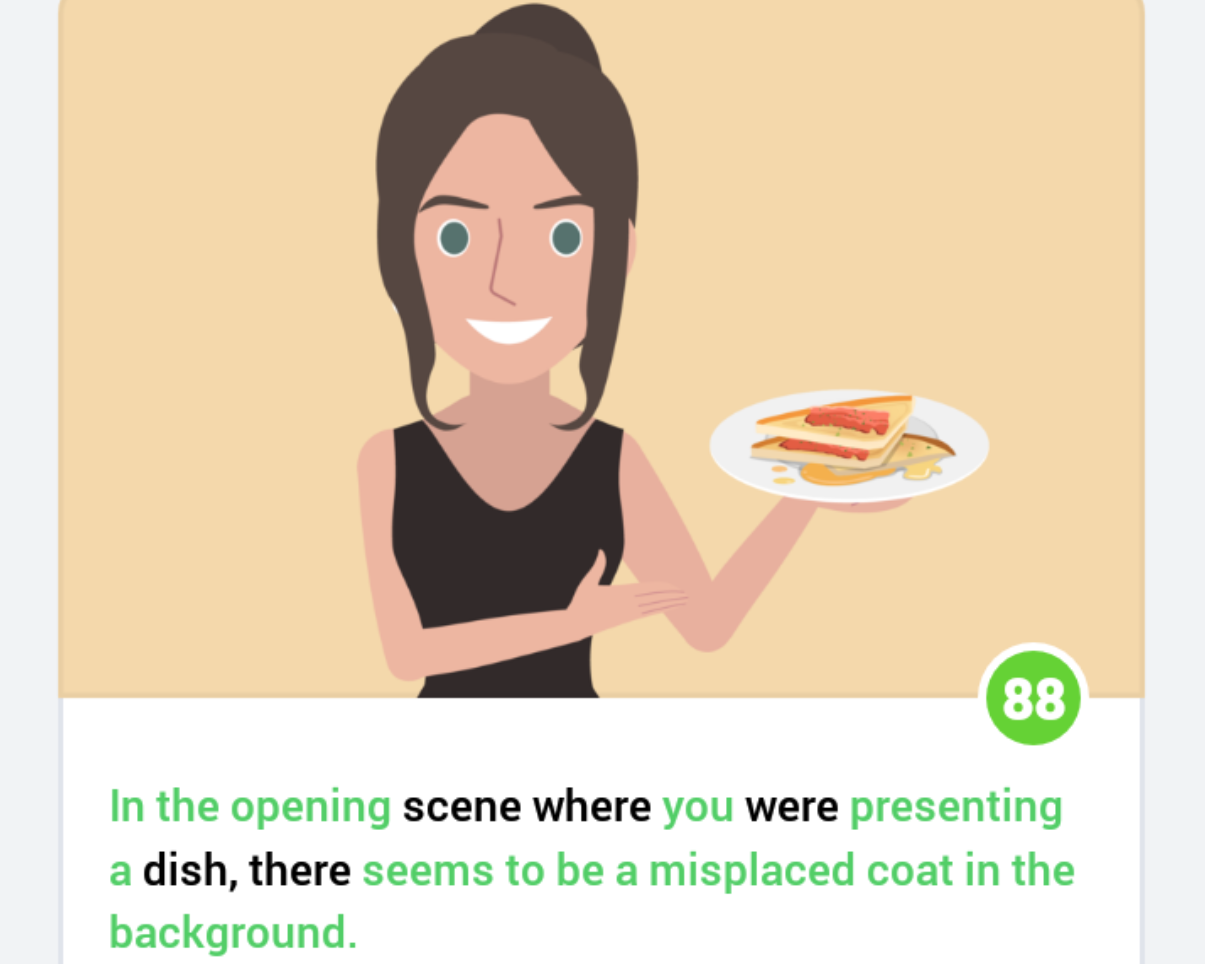 88
In the opening scene where you were presenting
a dish, there seems to be a misplaced coat in the
background.